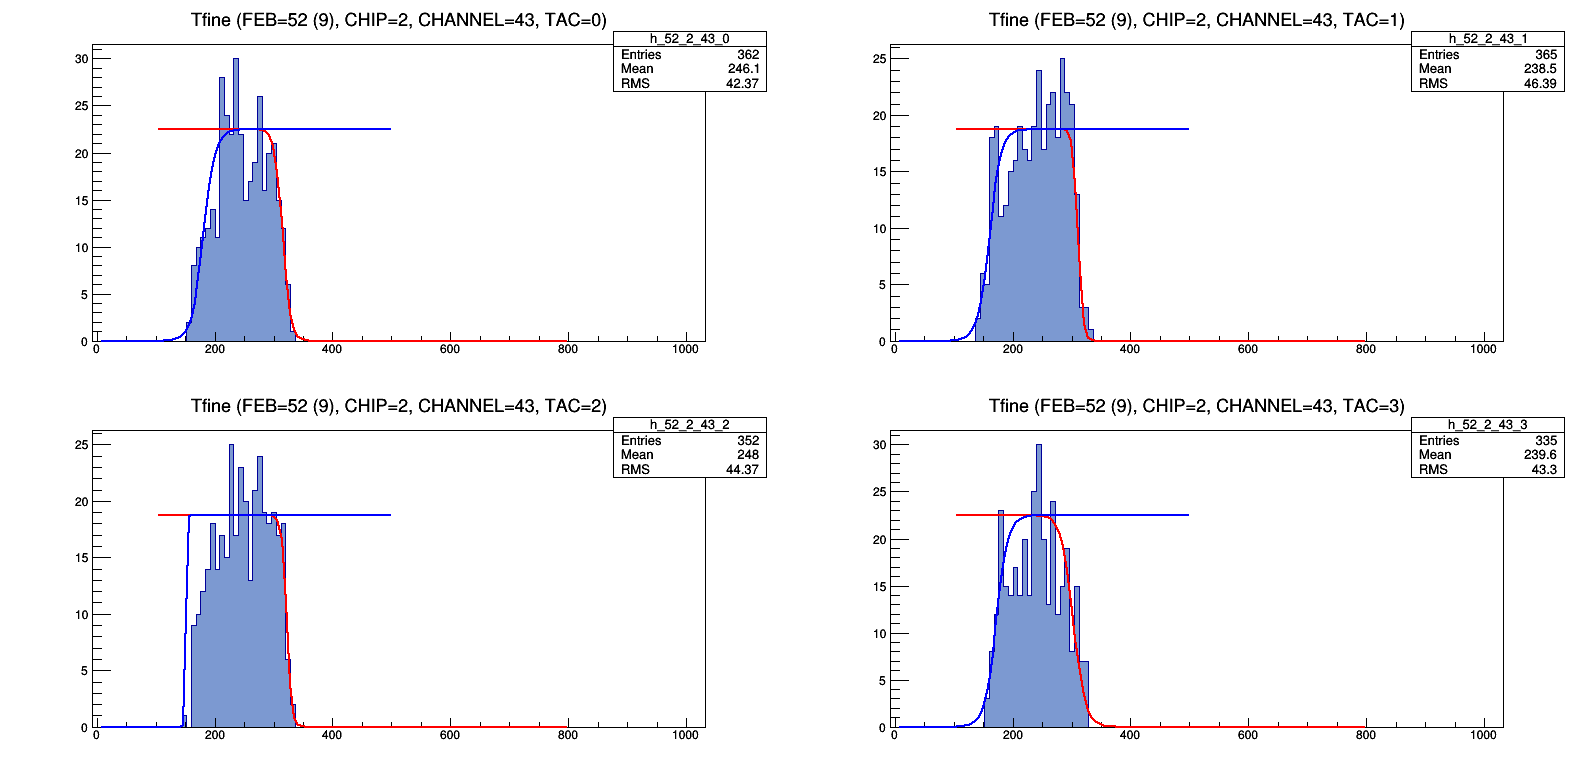 Tfine (FEB=52 (9), CHIP=2, CHANNEL=43, TAC=0)
h_52_2_43_0
Entries 362
Mean 246.1
RMS 42.37
30
25
20
15
10
5
0
0 200 400 600 800 1000
Tfine (FEB=52 (9), CHIP=2, CHANNEL=43, TAC=1)
h_52_2_43_1
Entries 365
Mean 238.5
RMS 46.39
25
20
15
10
5
0
0 200 400 600 800 1000
Tfine (FEB=52 (9), CHIP=2, CHANNEL=43, TAC=2)
h_52_2_43_2
Entries 352
Mean 248
RMS 44.37
25
20
15
10
5
0
0 200 400 600 800 1000
Tfine (FEB=52 (9), CHIP=2, CHANNEL=43, TAC=3)
h_52_2_43_3
Entries 335
Mean 239.6
RMS 43.3
30
25
20
15
10
5
0
0 200 400 600 800 1000